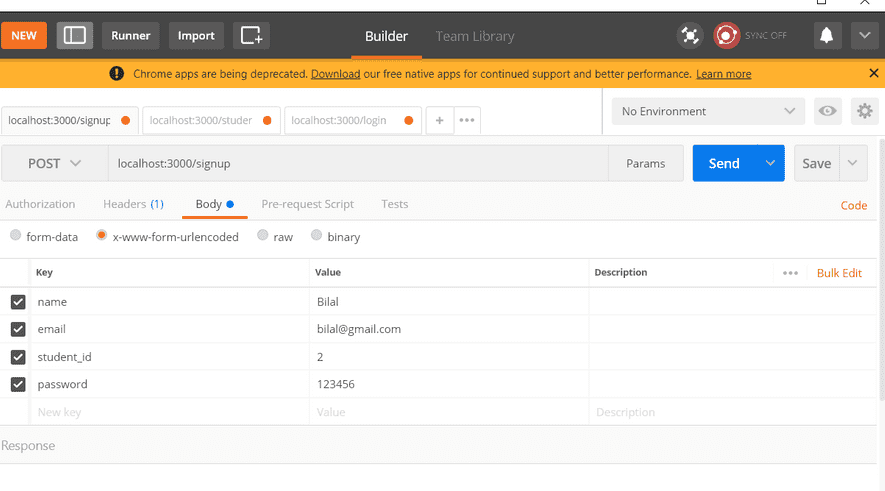 NEW Runner Import Builder Team Library SYNC OFF
Chrome apps are being deprecated. Download our free native apps for continued support and better performance. Learn more
localhost:3000/signup localhost:3000/studer localhost:3000/login + ••• No Environment
POST localhost:3000/signup Params Send Save
Authorization Headers (1) Body Pre-request Script Tests Code
form-data x-www-form-urlencoded raw binary
Key Value Description ••• Bulk Edit
name Bilal
email bilal@gmail.com
student_id 2
password 123456
New key Value Description
Response